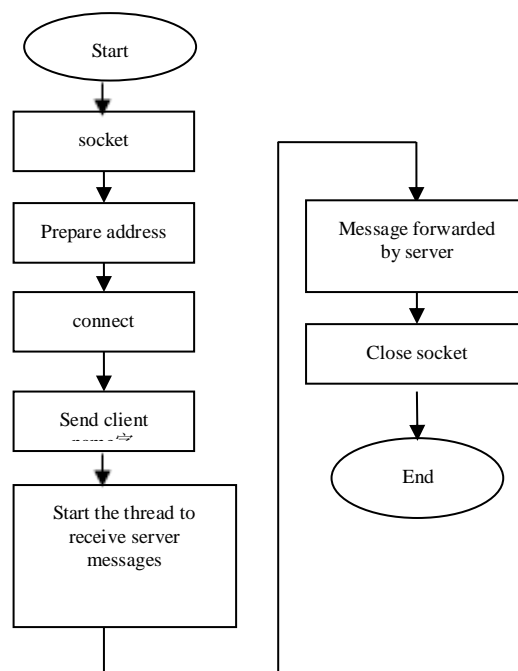 Start
socket
Prepare address
connect
Send client
Start the thread to
receive server
messages
Message forwarded
by server
Close socket
End